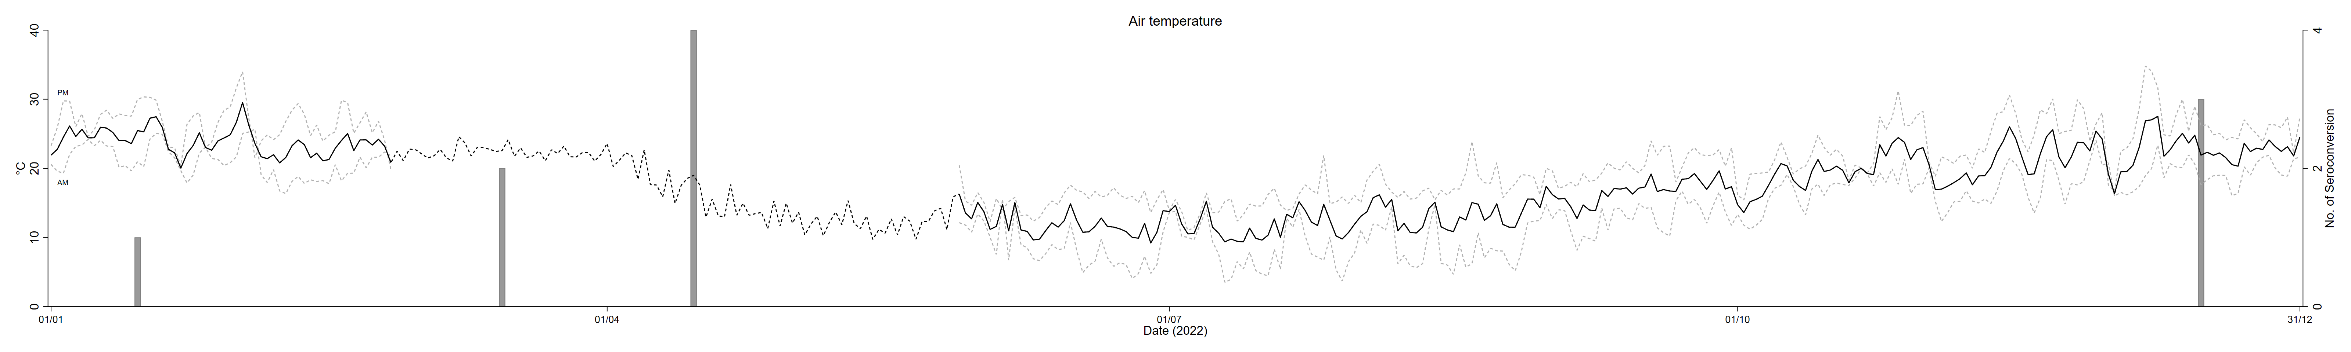 Air temperature
40
30
20
10
0
°C
PM
AM
4
2
0
No. of Seroconversion
01/01
01/04
01/07
01/10
31/12
Date (2022)